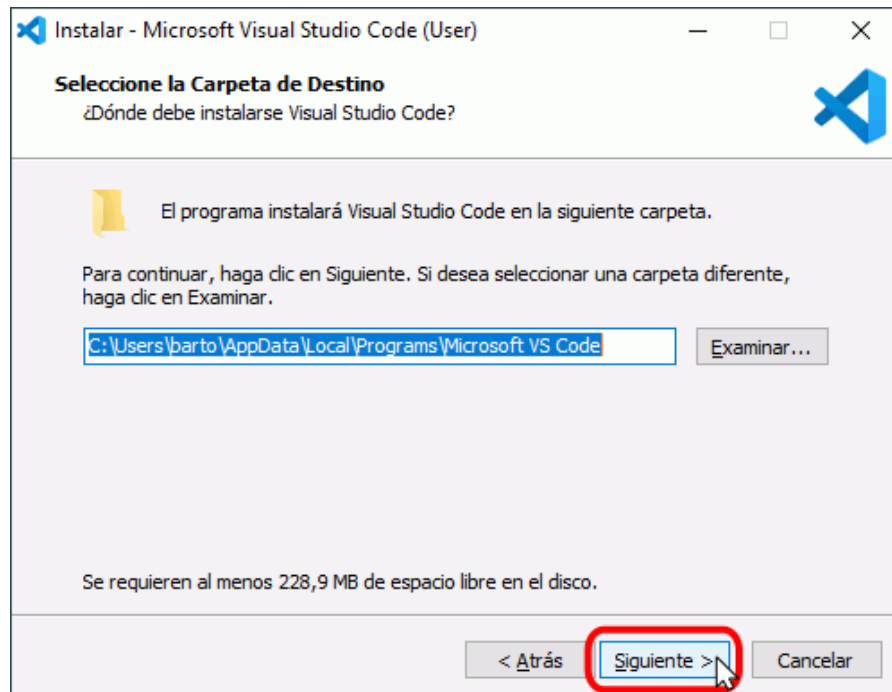 Instalar - Microsoft Visual Studio Code (User)
Seleccione la Carpeta de Destino
¿Dónde debe instalarse Visual Studio Code?
El programa instalará Visual Studio Code en la siguiente carpeta.
Para continuar, haga clic en Siguiente. Si desea seleccionar una carpeta diferente,
haga clic en Examinar.
C:\Users\barto\AppData\Local\Programs\Microsoft VS Code
Examinar...
Se requieren al menos 228,9 MB de espacio libre en el disco.
< Atrás
Siguiente >
Cancelar